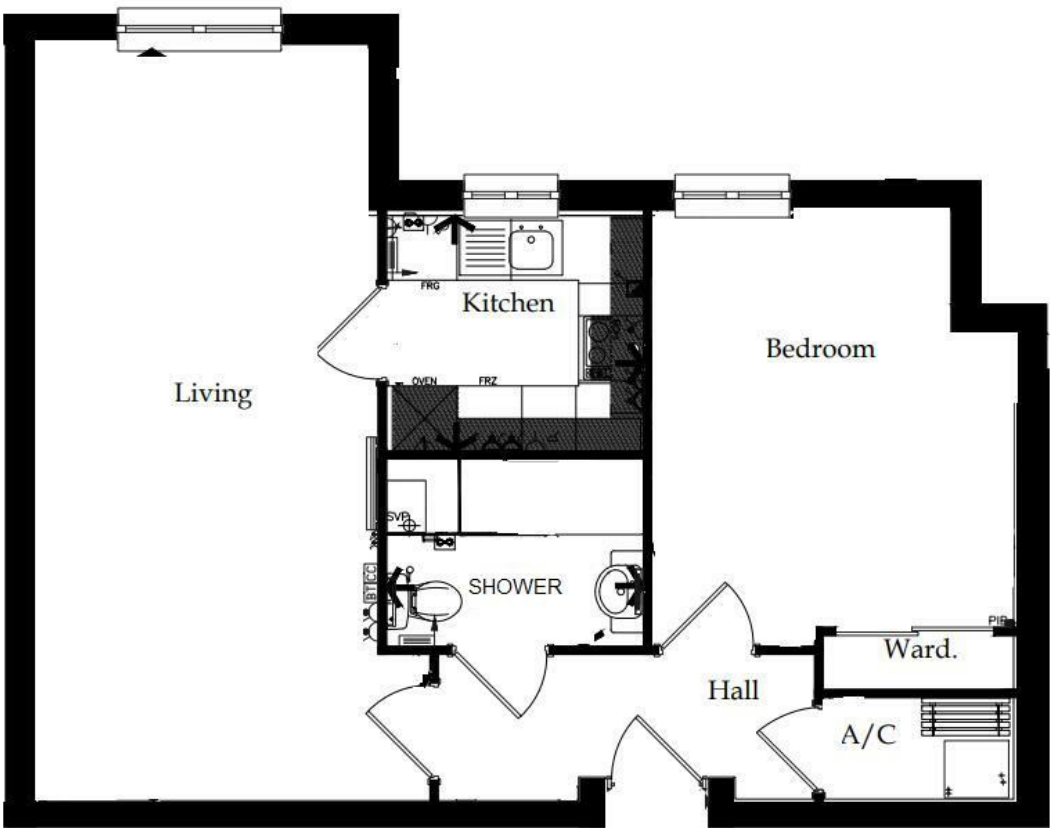 FRG
Kitchen
Bedroom
OVEN
FRZ
Living
SVP
BT
CC
SHOWER
PIR
Ward.
Hall
A/C